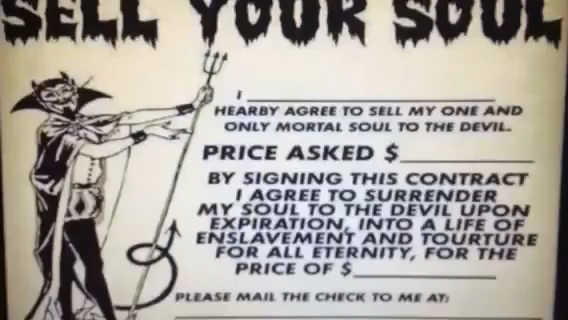 SELL YOUR SOUL
I
HEARBY AGREE TO SELL MY ONE AND
ONLY MORTAL SOUL TO THE DEVIL.
PRICE ASKED $
BY SIGNING THIS CONTRACT
I AGREE TO SURRENDER
MY SOUL TO THE DEVIL UPON
EXPIRATION, INTO A LIFE OF
ENSLAVEMENT AND TOURTURE
FOR ALL ETERNITY, FOR THE
PRICE OF $
PLEASE MAIL THE CHECK TO ME AT: